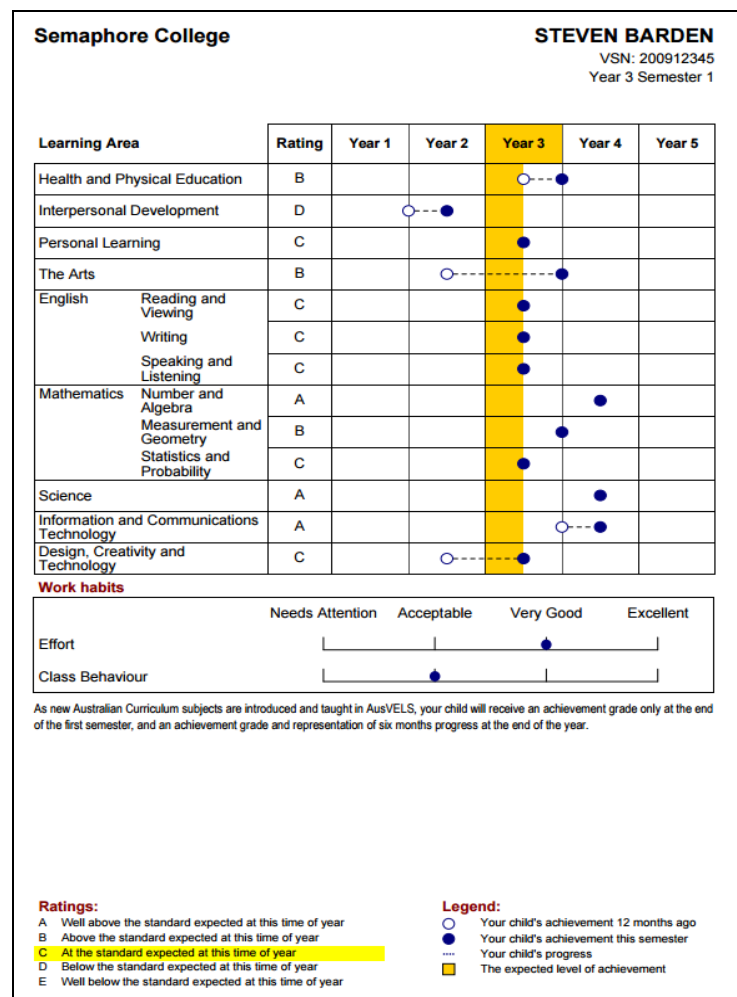 Semaphore College
STEVEN BARDEN
VSN: 200912345
Year 3 Semester 1
Learning Area Rating Year 1 Year 2 Year 3 Year 4 Year 5
Health and Physical Education B
Interpersonal Development D
Personal Learning C
The Arts B
English Reading and
Viewing C
Writing C
Speaking and
Listening C
Mathematics Number and
Algebra A
Measurement and
Geometry B
Statistics and
Probability C
Science A
Information and Communications
Technology A
Design, Creativity and
Technology C
Work habits
Needs Attention Acceptable Very Good Excellent
Effort
Class Behaviour
As new Australian Curriculum subjects are introduced and taught in AusVELS, your child will receive an achievement grade only at the end
of the first semester, and an achievement grade and representation of six months progress at the end of the year.
Ratings:
A Well above the standard expected at this time of year
B Above the standard expected at this time of year
C At the standard expected at this time of year
D Below the standard expected at this time of year
E Well below the standard expected at this time of year
Legend:
Your child's achievement 12 months ago
Your child's achievement this semester
Your child's progress
The expected level of achievement